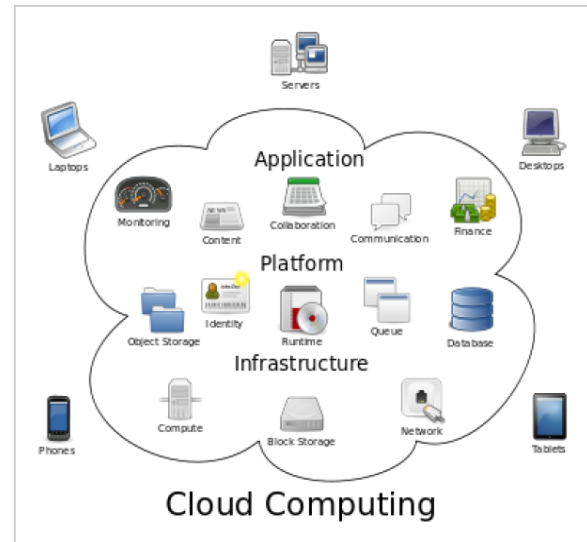 Servers
Laptops
Desktops
Application
Monitoring
Content
Collaboration
Communication
Finance
Platform
Object Storage
Identity
Runtime
Queue
Database
Infrastructure
Compute
Block Storage
Network
Phones
Tablets
Cloud Computing